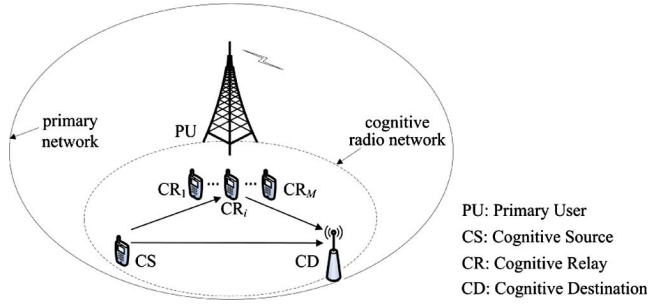 primary
network
PU
cognitive
radio network
CR1 ··· CRi ··· CRM
CS
CD
PU: Primary User
CS: Cognitive Source
CR: Cognitive Relay
CD: Cognitive Destination